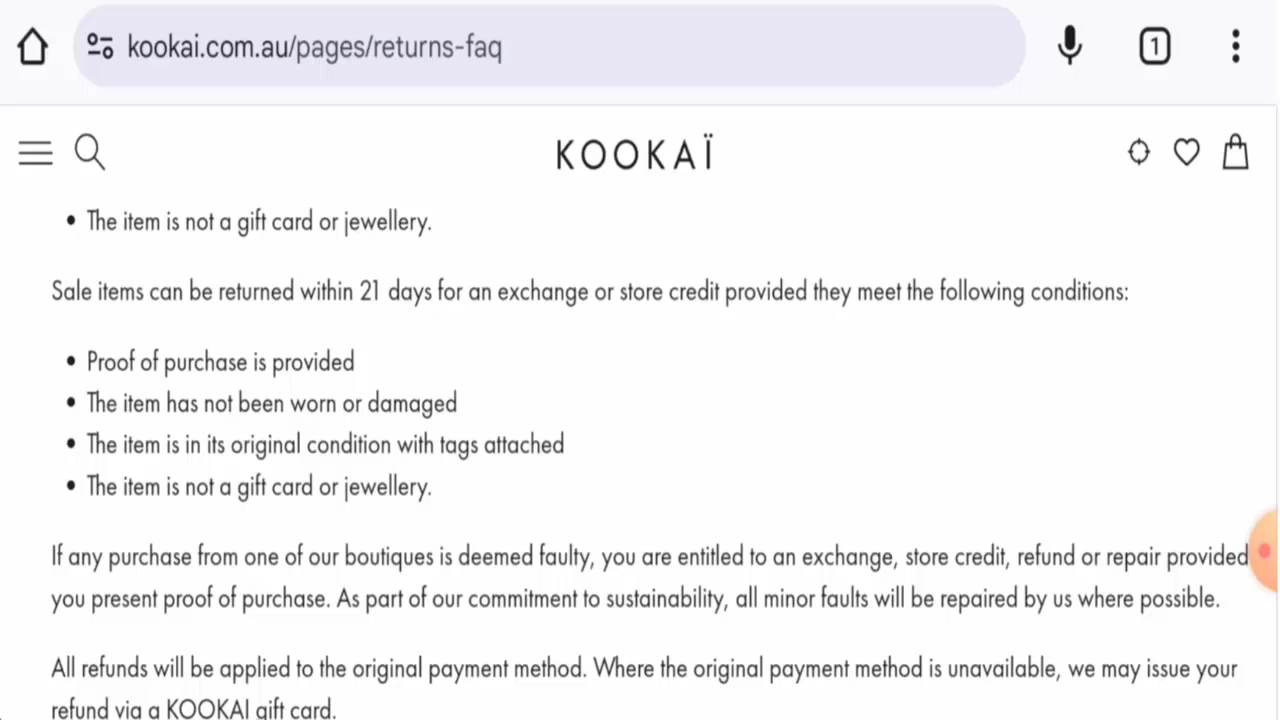 kookai.com.au/pages/returns-faq
1
KOOKAÏ
• The item is not a gift card or jewellery.
Sale items can be returned within 21 days for an exchange or store credit provided they meet the following conditions:
• Proof of purchase is provided
• The item has not been worn or damaged
• The item is in its original condition with tags attached
• The item is not a gift card or jewellery.
If any purchase from one of our boutiques is deemed faulty, you are entitled to an exchange, store credit, refund or repair provided
you present proof of purchase. As part of our commitment to sustainability, all minor faults will be repaired by us where possible.
All refunds will be applied to the original payment method. Where the original payment method is unavailable, we may issue your
refund via a KOOKAI gift card.